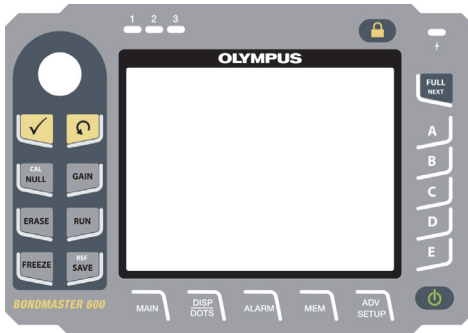 1 2 3
OLYMPUS
FULL
NEXT
A
B
C
D
E
CAL
NULL
GAIN
ERASE
RUN
FREEZE
REF
SAVE
BONDMASTER 600
MAIN
DISP
DOTS
ALARM
MEM
ADV
SETUP